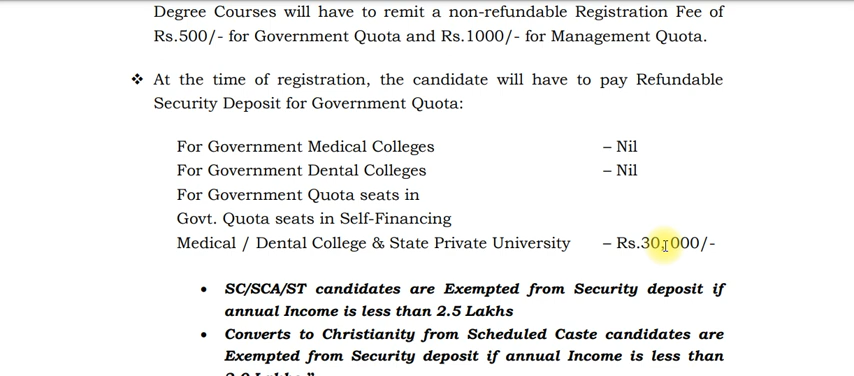 Degree Courses will have to remit a non-refundable Registration Fee of
Rs.500/- for Government Quota and Rs.1000/- for Management Quota.
❖ At the time of registration, the candidate will have to pay Refundable
Security Deposit for Government Quota:
For Government Medical Colleges – Nil
For Government Dental Colleges – Nil
For Government Quota seats in
Govt. Quota seats in Self-Financing
Medical / Dental College & State Private University – Rs.30,000/-
• SC/SCA/ST candidates are Exempted from Security deposit if
annual Income is less than 2.5 Lakhs
• Converts to Christianity from Scheduled Caste candidates are
Exempted from Security deposit if annual Income is less than